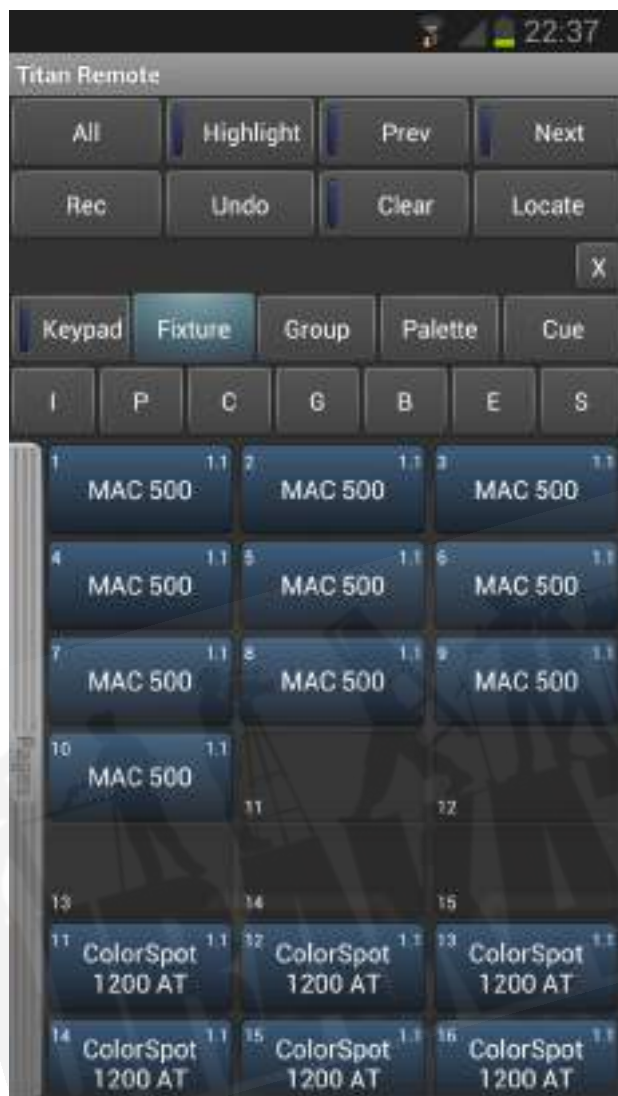 22:37
Titan Remote
All Highlight Prev Next
Rec Undo Clear Locate
X
Keypad Fixture Group Palette Cue
I P C G B E S
1 1.1 2 1.1 3 1.1
MAC 500 MAC 500 MAC 500
4 1.1 5 1.1 6 1.1
MAC 500 MAC 500 MAC 500
7 1.1 8 1.1 9 1.1
MAC 500 MAC 500 MAC 500
10 1.1
MAC 500
11 12
Pages
13 14 15
11 1.1 12 1.1 13 1.1
ColorSpot ColorSpot ColorSpot
1200 AT 1200 AT 1200 AT
14 1.1 15 1.1 16 1.1
ColorSpot ColorSpot ColorSpot
1200 AT 1200 AT 1200 AT